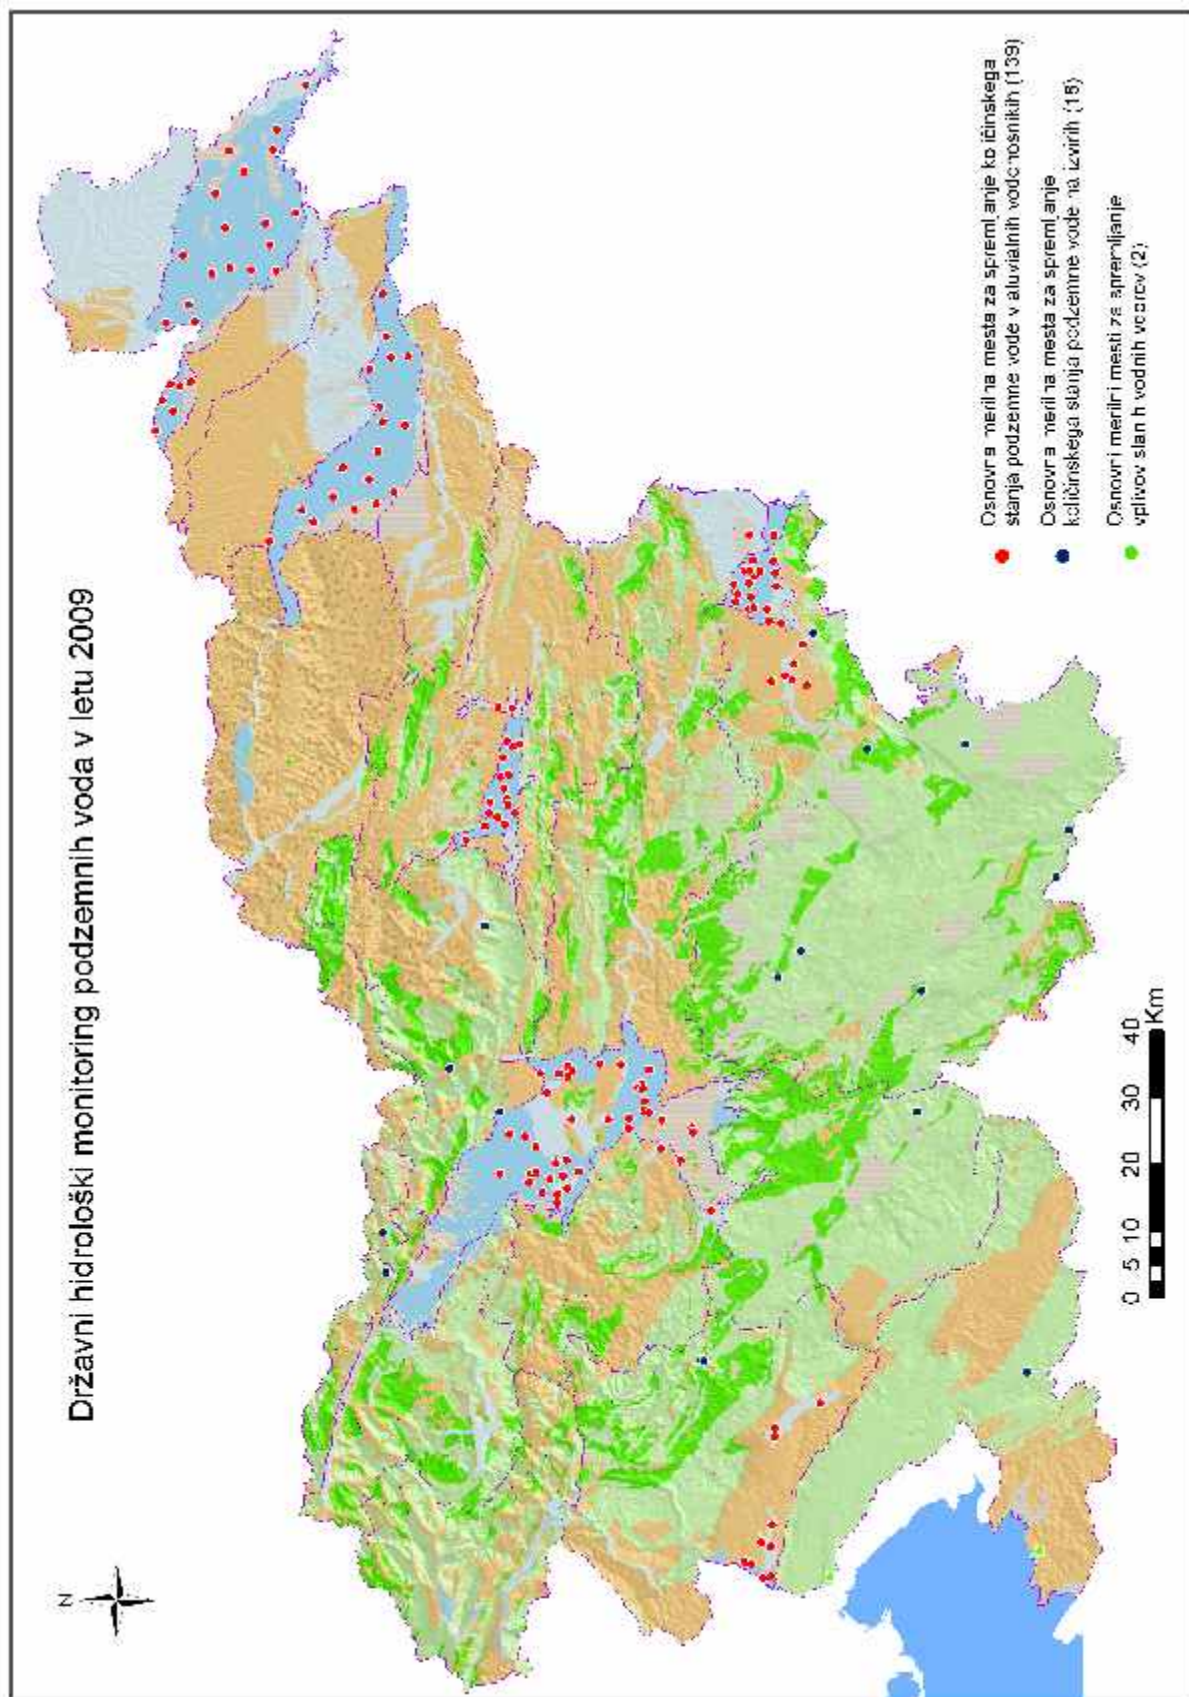 Državni hidrološki monitoring podzemnih voda v letu 2009
N
Osnovna merilna mesta za spremljanje količinskega
stanja podzemne vode v aluvialnih vodonosnikih (139)
Osnovna merilna mesta za spremljanje
količinskega stanja podzemne vode na izvirih (18)
Osnovni merilni mesti za spremljanje
vplivov slanih vodnih vdorov (2)
0 5 10 20 30 40
Km